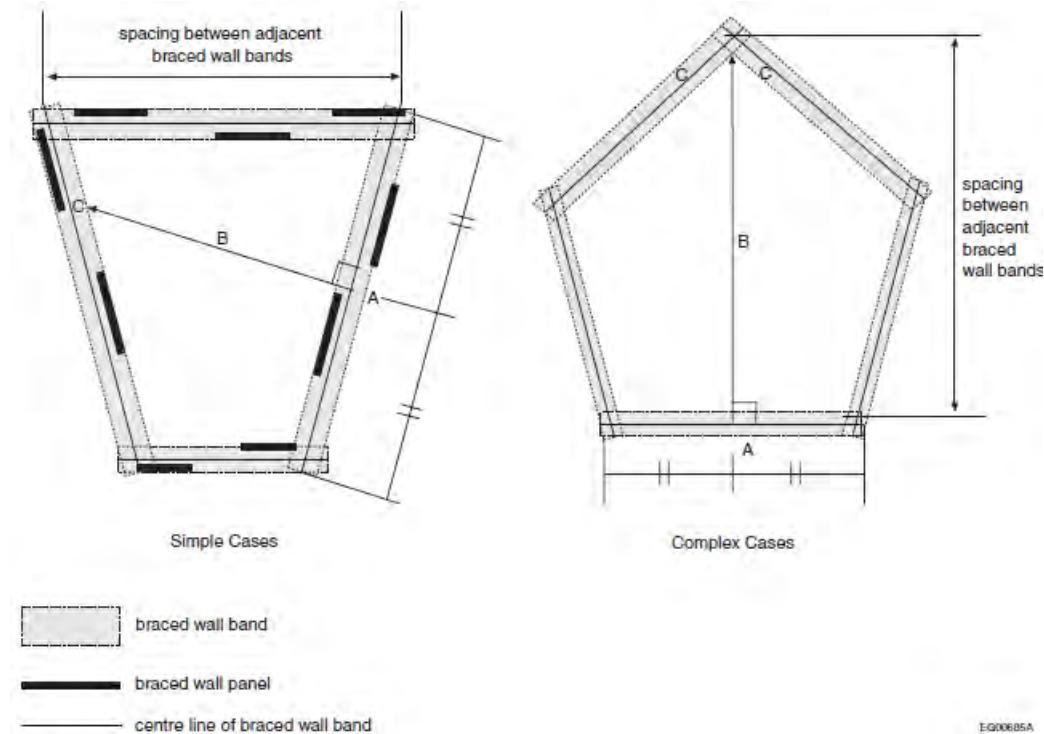 spacing between adjacent
braced wall bands
C
B
A
Simple Cases
C
C
B
A
spacing
between
adjacent
braced
wall bands
Complex Cases
braced wall band
braced wall panel
centre line of braced wall band
EG00685A